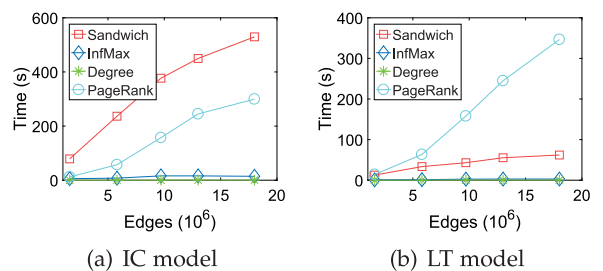 600
400
200
0
Time (s)
Sandwich
InfMax
Degree
PageRank
5 10 15 20
Edges (10^6)
(a) IC model
400
300
200
100
0
Time (s)
Sandwich
InfMax
Degree
PageRank
5 10 15 20
Edges (10^6)
(b) LT model